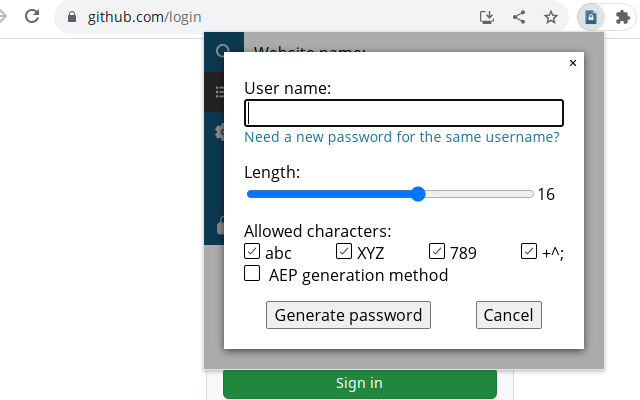 github.com/login
Website name:
×
User name:
Need a new password for the same username?
Length:
16
Allowed characters:
abc XYZ 789 +^;
AEP generation method
Generate password Cancel
Sign in